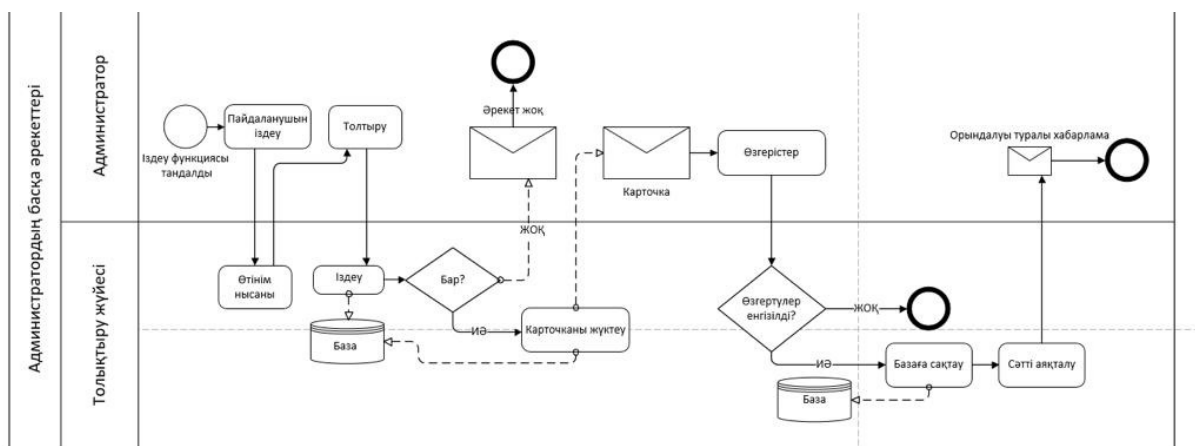 Администратордың басқа әрекеттері
Администратор
Іздеу функциясы
таңдалды
Пайдаланушын
іздеу
Толтыру
Әрекет жоқ
Карточка
Өзгерістер
Орындалуы туралы хабарлама
Толықтыру жүйесі
Өтінім
нысаны
Іздеу
База
Бар?
ЖОҚ
ИӘ
Карточканы жүктеу
Өзгертулер
енгізілді?
ЖОҚ
ИӘ
База
Базаға сақтау
Сәтті аяқталу